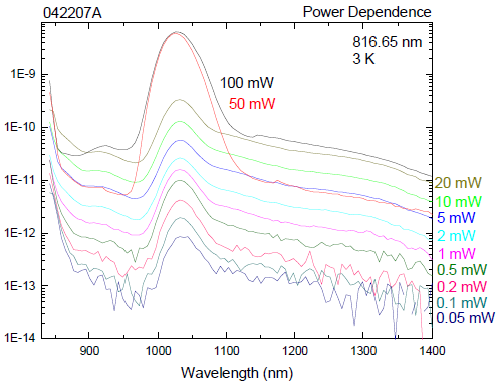 042207A Power Dependence
816.65 nm
3 K
100 mW
50 mW
1E-9
1E-10
1E-11
1E-12
1E-13
1E-14
20 mW
10 mW
5 mW
2 mW
1 mW
0.5 mW
0.2 mW
0.1 mW
0.05 mW
900 1000 1100 1200 1300 1400
Wavelength (nm)